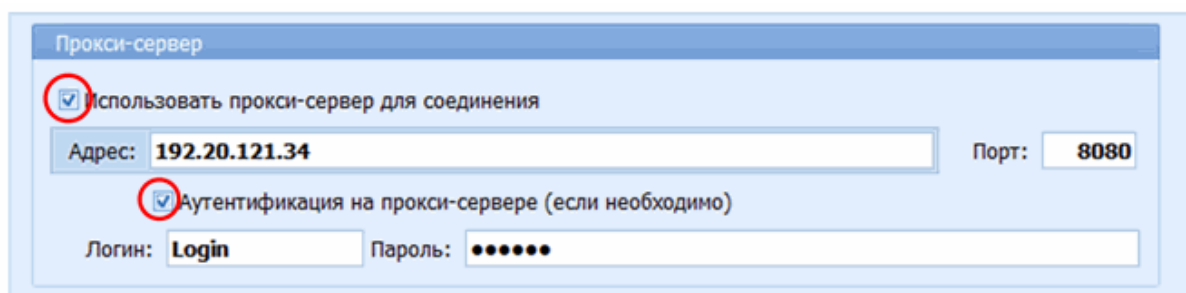 Прокси-сервер
Использовать прокси-сервер для соединения
Адрес: 192.20.121.34 Порт: 8080
Аутентификация на прокси-сервере (если необходимо)
Логин: Login Пароль: ••••••